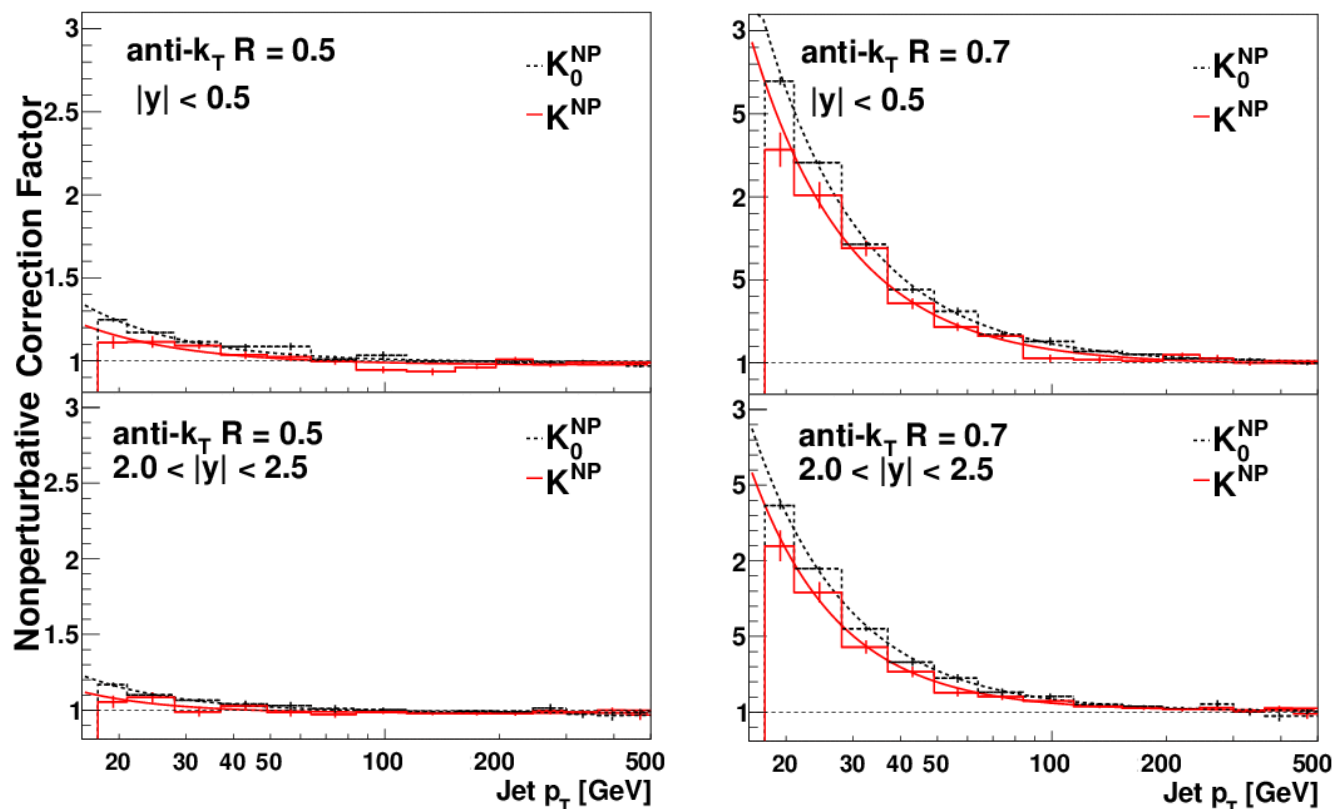 Nonperturbative Correction Factor
3
2.5
2
1.5
1
anti-k_T R = 0.5
|y| < 0.5
K_0^NP
K^NP
3
5
2
5
1
anti-k_T R = 0.7
|y| < 0.5
K_0^NP
K^NP
3
2.5
2
1.5
1
anti-k_T R = 0.5
2.0 < |y| < 2.5
K_0^NP
K^NP
20 30 40 50 100 200 500
Jet p_T [GeV]
3
5
2
5
1
anti-k_T R = 0.7
2.0 < |y| < 2.5
K_0^NP
K^NP
20 30 40 50 100 200 500
Jet p_T [GeV]